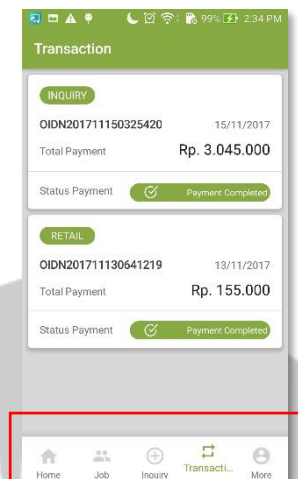 99% 2:34 PM
Transaction
INQUIRY
OIDN201711150325420 15/11/2017
Total Payment Rp. 3.045.000
Status Payment Payment Completed
RETAIL
OIDN201711130641219 13/11/2017
Total Payment Rp. 155.000
Status Payment Payment Completed
Home Job Inquiry Transacti... More